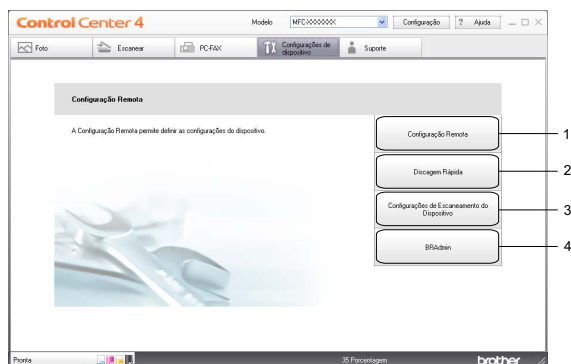 Control Center 4
Modelo MFC-XXXXXXX Configuração ? Ajuda
Foto Escanear PC-FAX Configurações de dispositivo Suporte
Configuração Remota
A Configuração Remota permite definir as configurações do dispositivo.
Configuração Remota 1
Discagem Rápida 2
Configurações de Escaneamento do Dispositivo 3
BRAdmin 4
Pronta 35 Porcentagem brother